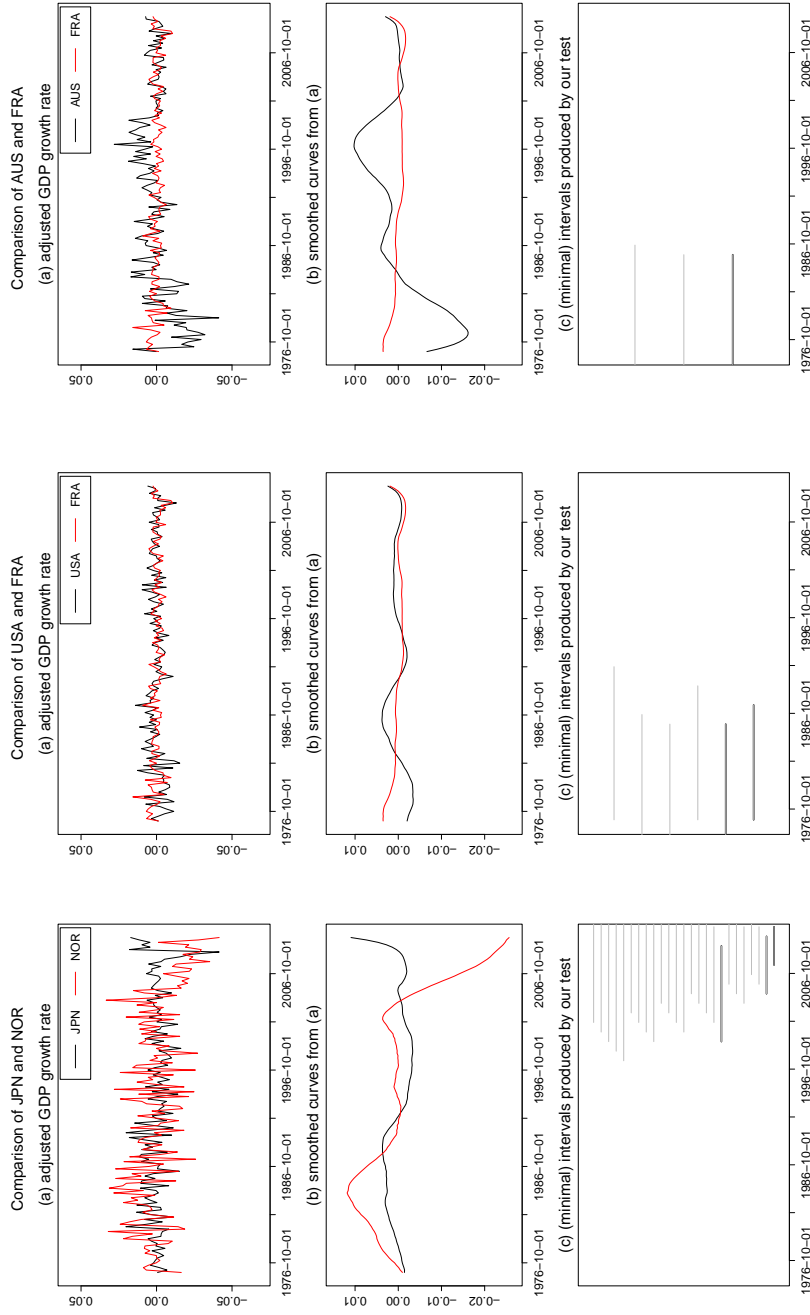 Comparison of JPN and NOR
(a) adjusted GDP growth rate
JPN NOR
0.05
0.00
−0.05
1976−10−01 1986−10−01 1996−10−01 2006−10−01
(b) smoothed curves from (a)
0.01
0.00
−0.01
−0.02
1976−10−01 1986−10−01 1996−10−01 2006−10−01
(c) (minimal) intervals produced by our test
1976−10−01 1986−10−01 1996−10−01 2006−10−01
Comparison of USA and FRA
(a) adjusted GDP growth rate
USA FRA
0.05
0.00
−0.05
1976−10−01 1986−10−01 1996−10−01 2006−10−01
(b) smoothed curves from (a)
0.01
0.00
−0.01
−0.02
1976−10−01 1986−10−01 1996−10−01 2006−10−01
(c) (minimal) intervals produced by our test
1976−10−01 1986−10−01 1996−10−01 2006−10−01
Comparison of AUS and FRA
(a) adjusted GDP growth rate
AUS FRA
0.05
0.00
−0.05
1976−10−01 1986−10−01 1996−10−01 2006−10−01
(b) smoothed curves from (a)
0.01
0.00
−0.01
−0.02
1976−10−01 1986−10−01 1996−10−01 2006−10−01
(c) (minimal) intervals produced by our test
1976−10−01 1986−10−01 1996−10−01 2006−10−01